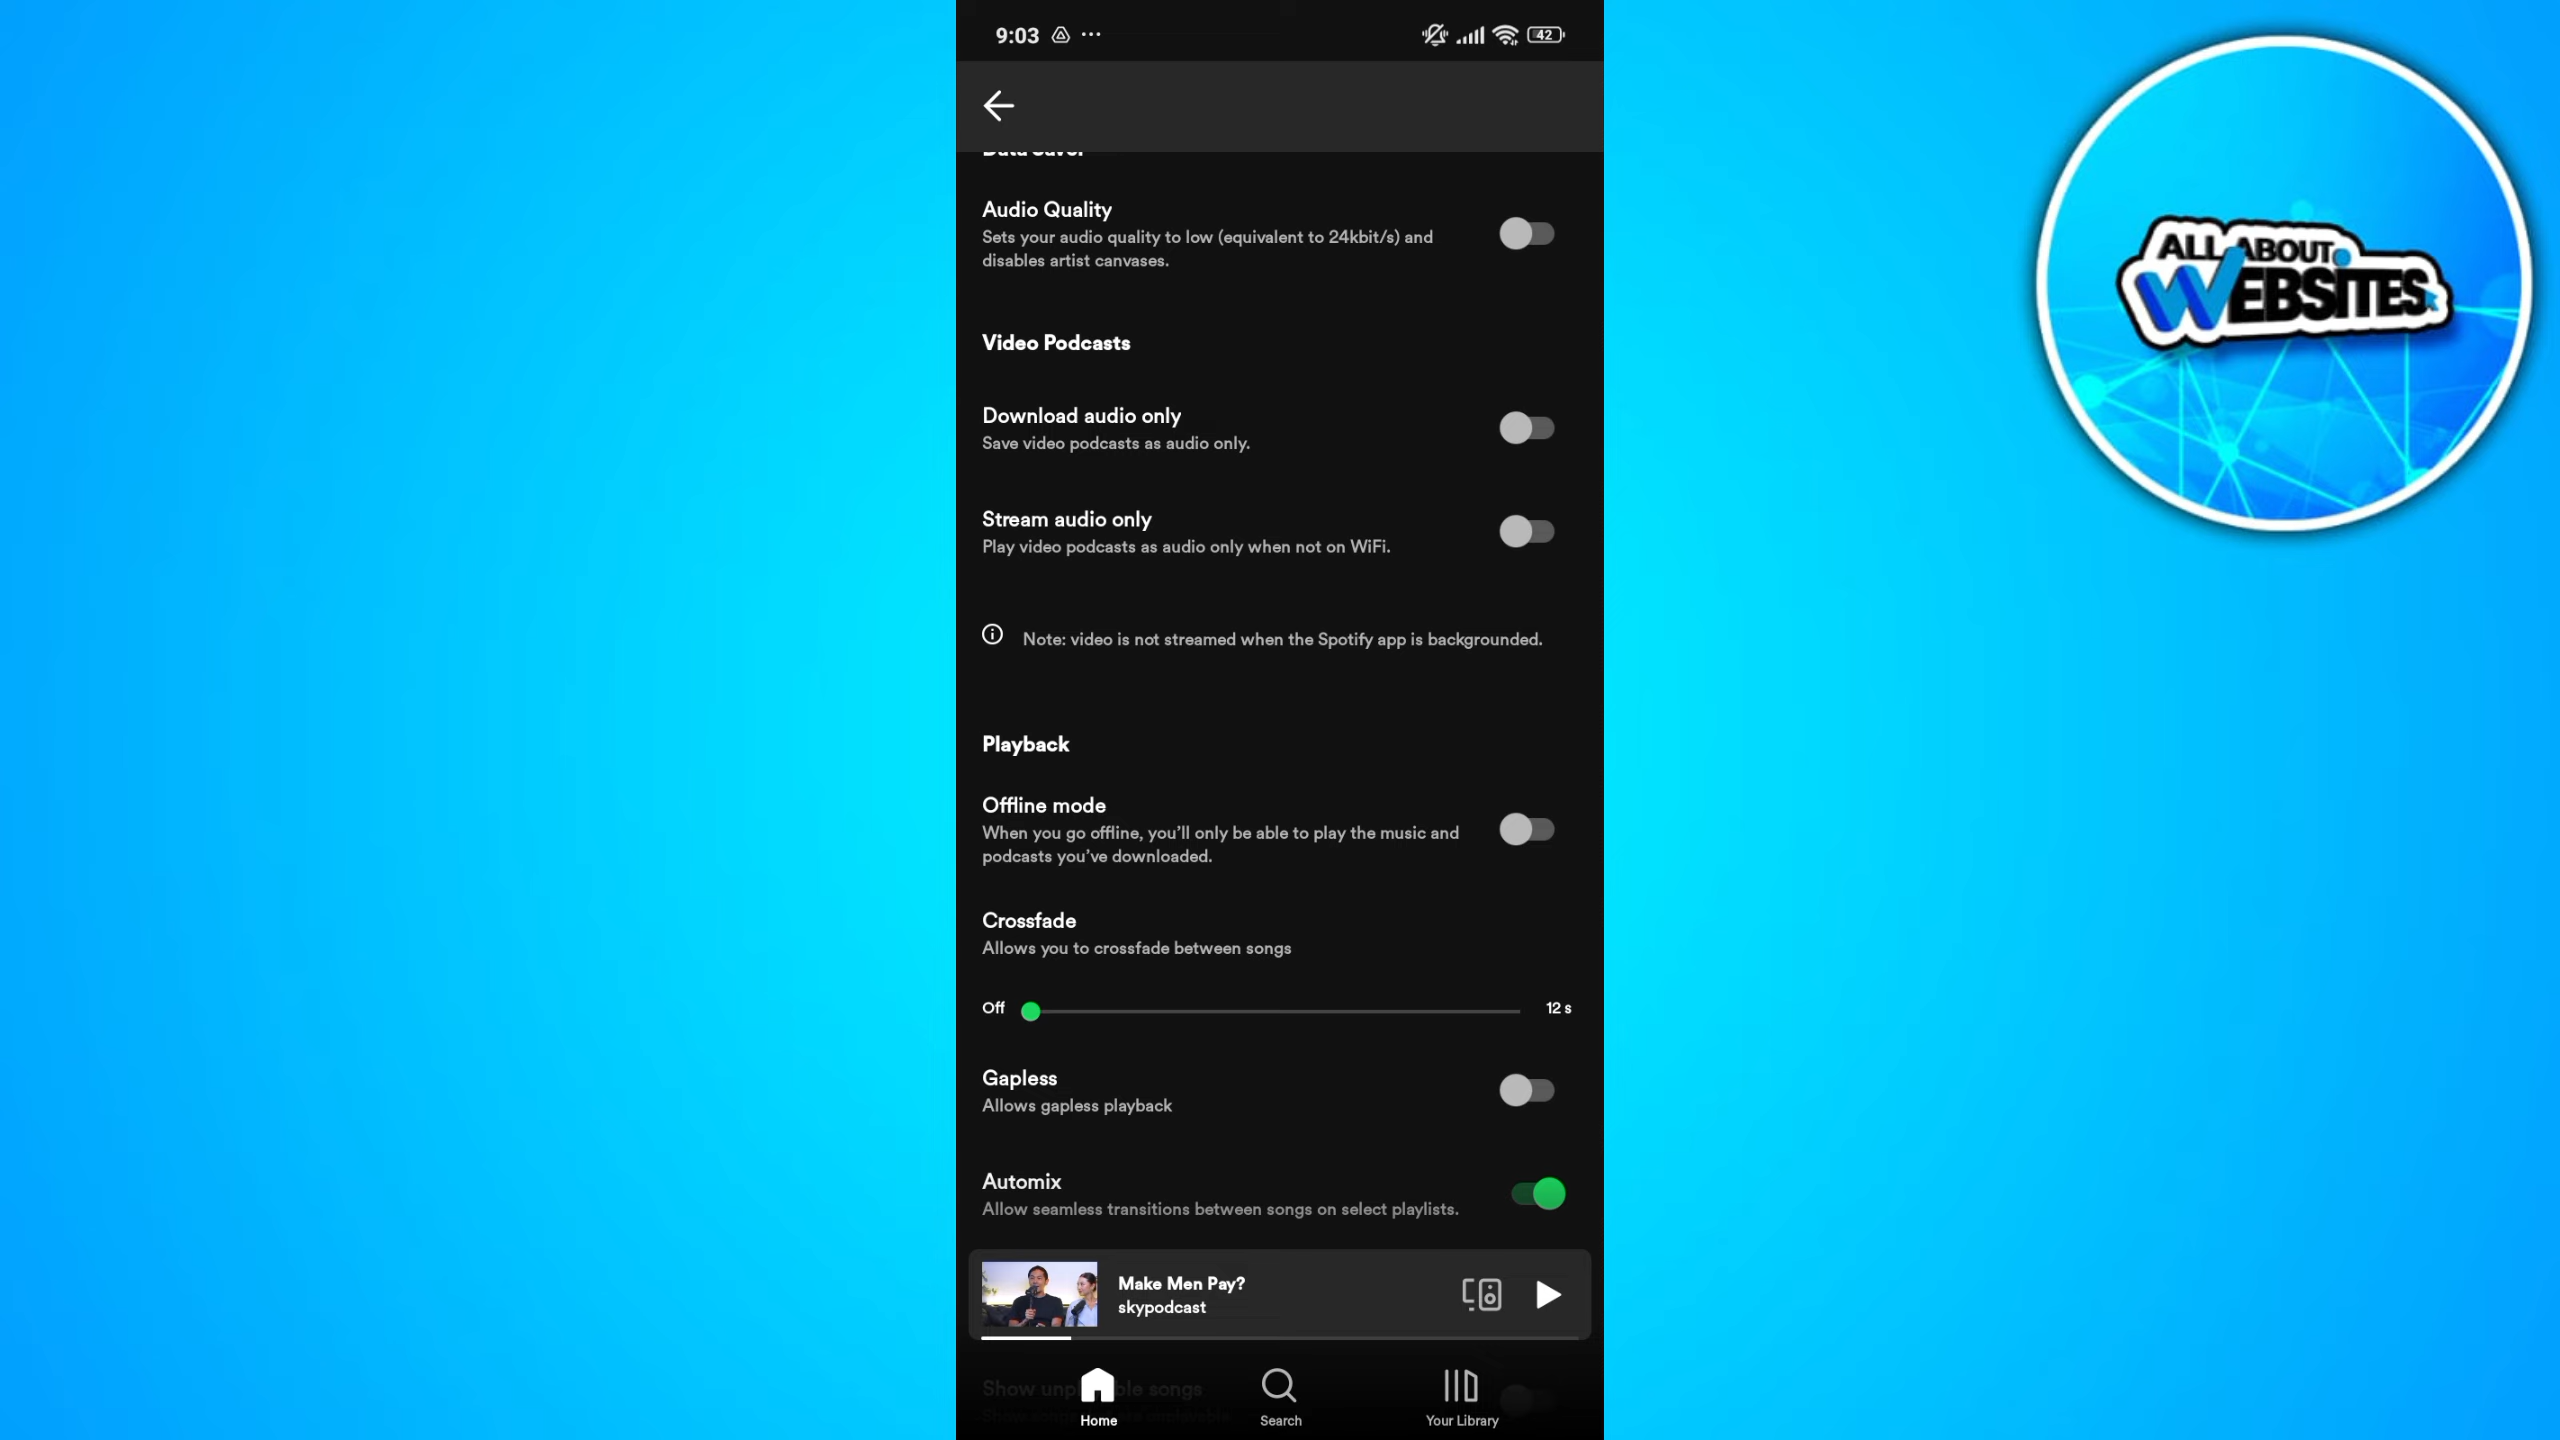 9:03
42
ALL ABOUT
WEBSITES
Data Saver
Audio Quality
Sets your audio quality to low (equivalent to 24kbit/s) and
disables artist canvases.
Video Podcasts
Download audio only
Save video podcasts as audio only.
Stream audio only
Play video podcasts as audio only when not on WiFi.
Note: video is not streamed when the Spotify app is backgrounded.
Playback
Offline mode
When you go offline, you’ll only be able to play the music and
podcasts you’ve downloaded.
Crossfade
Allows you to crossfade between songs
Off
12 s
Gapless
Allows gapless playback
Automix
Allow seamless transitions between songs on select playlists.
Make Men Pay?
skypodcast
Show songs
Home
Search
Your Library